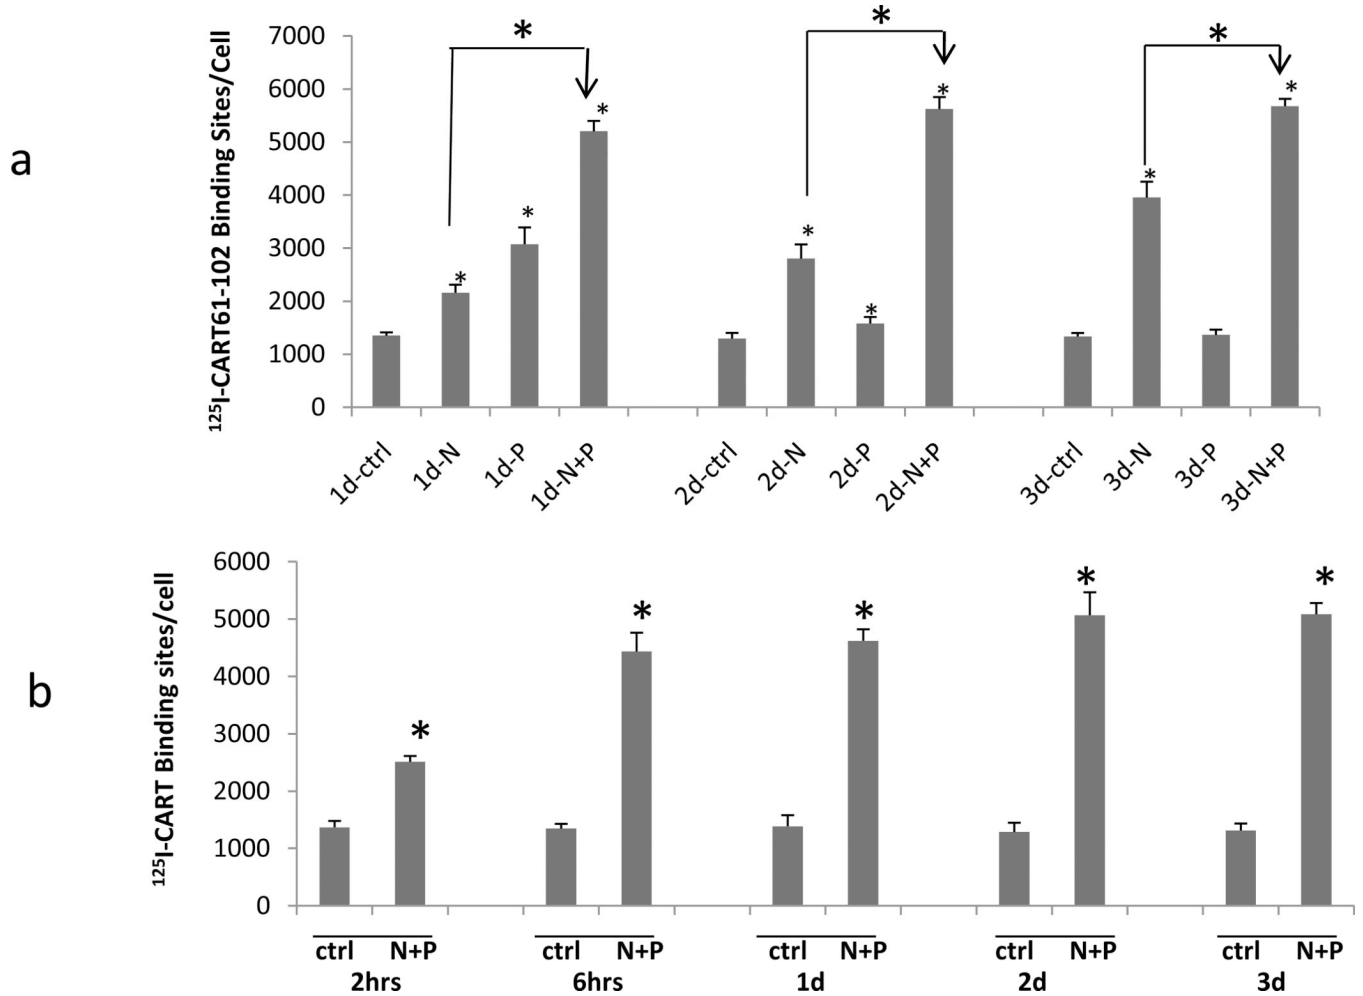 a
¹²⁵I-CART61-102 Binding Sites/Cell
7000
6000
5000
4000
3000
2000
1000
0
* * *
* * * * * * * * *
1d-ctrl 1d-N 1d-P 1d-N+P 2d-ctrl 2d-N 2d-P 2d-N+P 3d-ctrl 3d-N 3d-P 3d-N+P
b
¹²⁵I-CART Binding sites/cell
6000
5000
4000
3000
2000
1000
0
* * * * *
ctrl N+P ctrl N+P ctrl N+P ctrl N+P ctrl N+P
2hrs 6hrs 1d 2d 3d